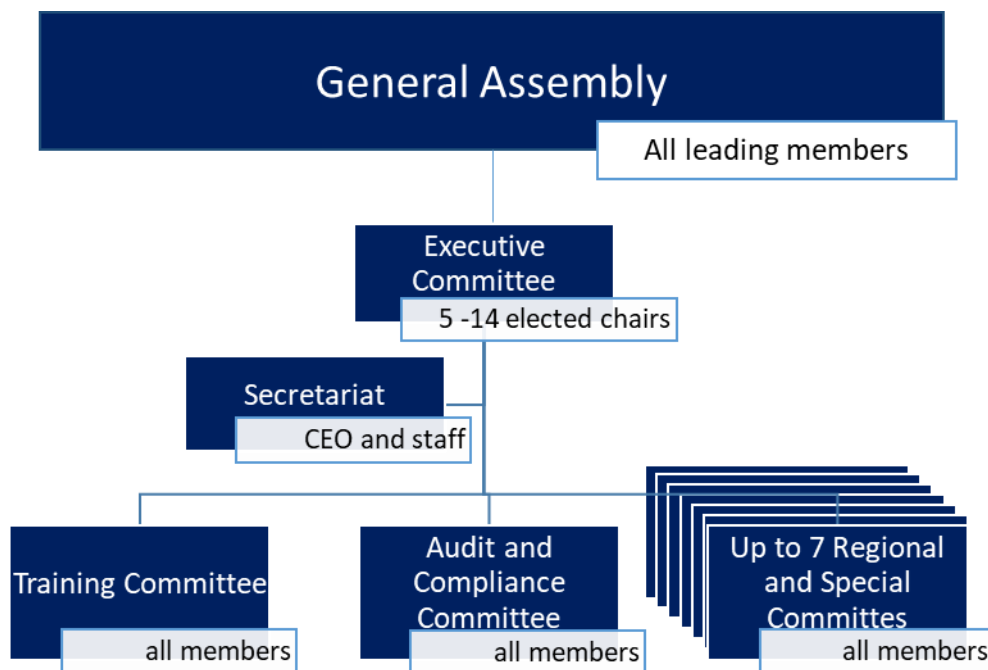 General Assembly
All leading members
Executive
Committee
5 -14 elected chairs
Secretariat
CEO and staff
Training Committee
all members
Audit and
Compliance
Committee
all members
Up to 7 Regional
and Special
Committes
all members